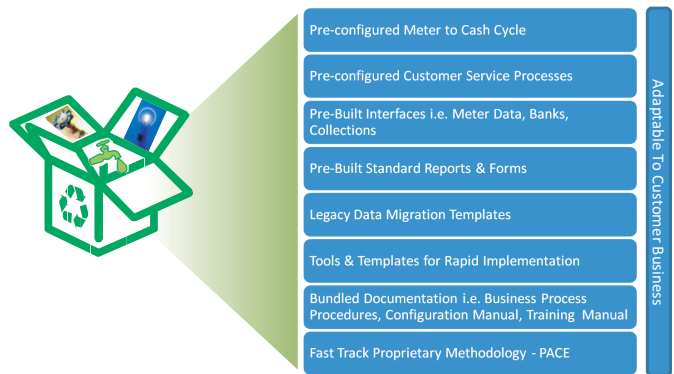 Pre-configured Meter to Cash Cycle
Pre-configured Customer Service Processes
Pre-Built Interfaces i.e. Meter Data, Banks,
Collections
Pre-Built Standard Reports & Forms
Legacy Data Migration Templates
Tools & Templates for Rapid Implementation
Bundled Documentation i.e. Business Process
Procedures, Configuration Manual, Training Manual
Fast Track Proprietary Methodology - PACE
Adaptable To Customer Business